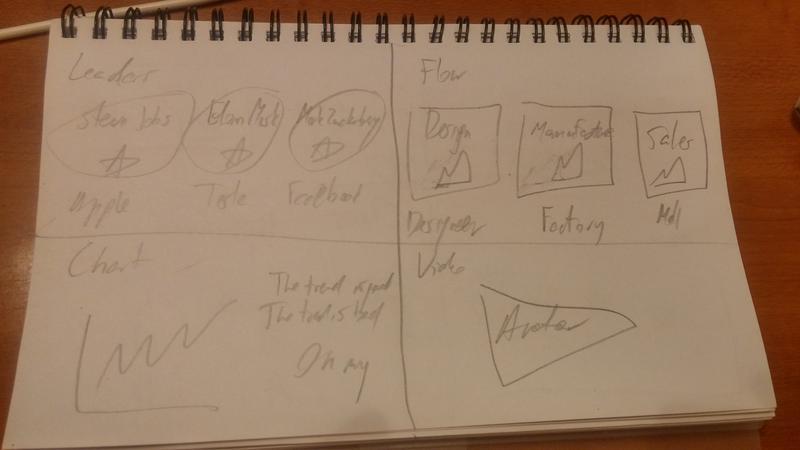 Leaders
Steve Jobs
Elon Musk
Mark Zuckerberg
Apple
Tesla
Facebook
Flow
Design
Manufacture
Sales
Designer
Factory
Mall
Chart
The trend is good
The trend is bad
Oh my
Video
Avatar